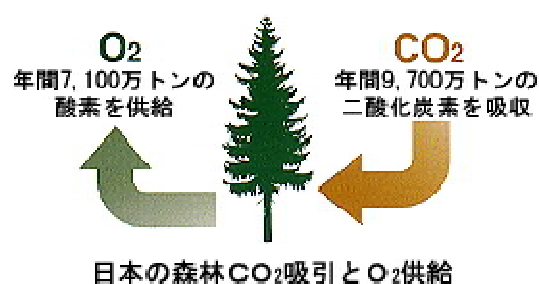 O₂
年間7,100万トンの
酸素を供給
CO₂
年間9,700万トンの
二酸化炭素を吸収
日本の森林CO₂吸引とO₂供給